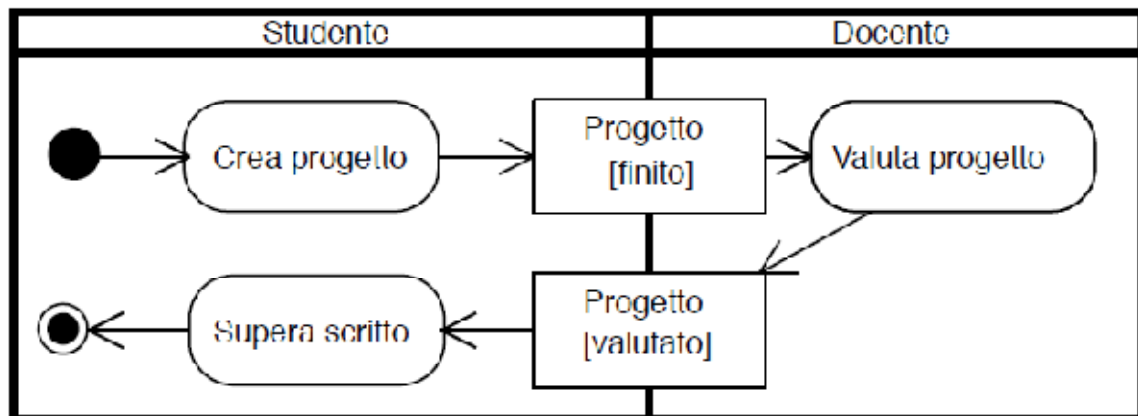 Studente
Docente
Crea progetto
Progetto
[finito]
Valuta progetto
Supera scritto
Progetto
[valutato]